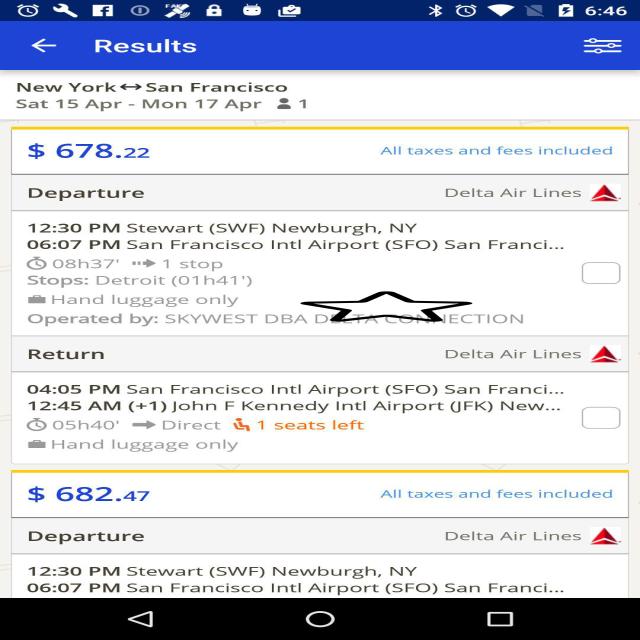 6:46
Results
New York↔San Francisco
Sat 15 Apr - Mon 17 Apr 1
$ 678.22 All taxes and fees included
Departure Delta Air Lines
12:30 PM Stewart (SWF) Newburgh, NY
06:07 PM San Francisco Intl Airport (SFO) San Franci...
08h37' 1 stop
Stops: Detroit (01h41')
Hand luggage only
Operated by: SKYWEST DBA DELTA CONNECTION
Return Delta Air Lines
04:05 PM San Francisco Intl Airport (SFO) San Franci...
12:45 AM (+1) John F Kennedy Intl Airport (JFK) New...
05h40' Direct 1 seats left
Hand luggage only
$ 682.47 All taxes and fees included
Departure Delta Air Lines
12:30 PM Stewart (SWF) Newburgh, NY
06:07 PM San Francisco Intl Airport (SFO) San Franci...